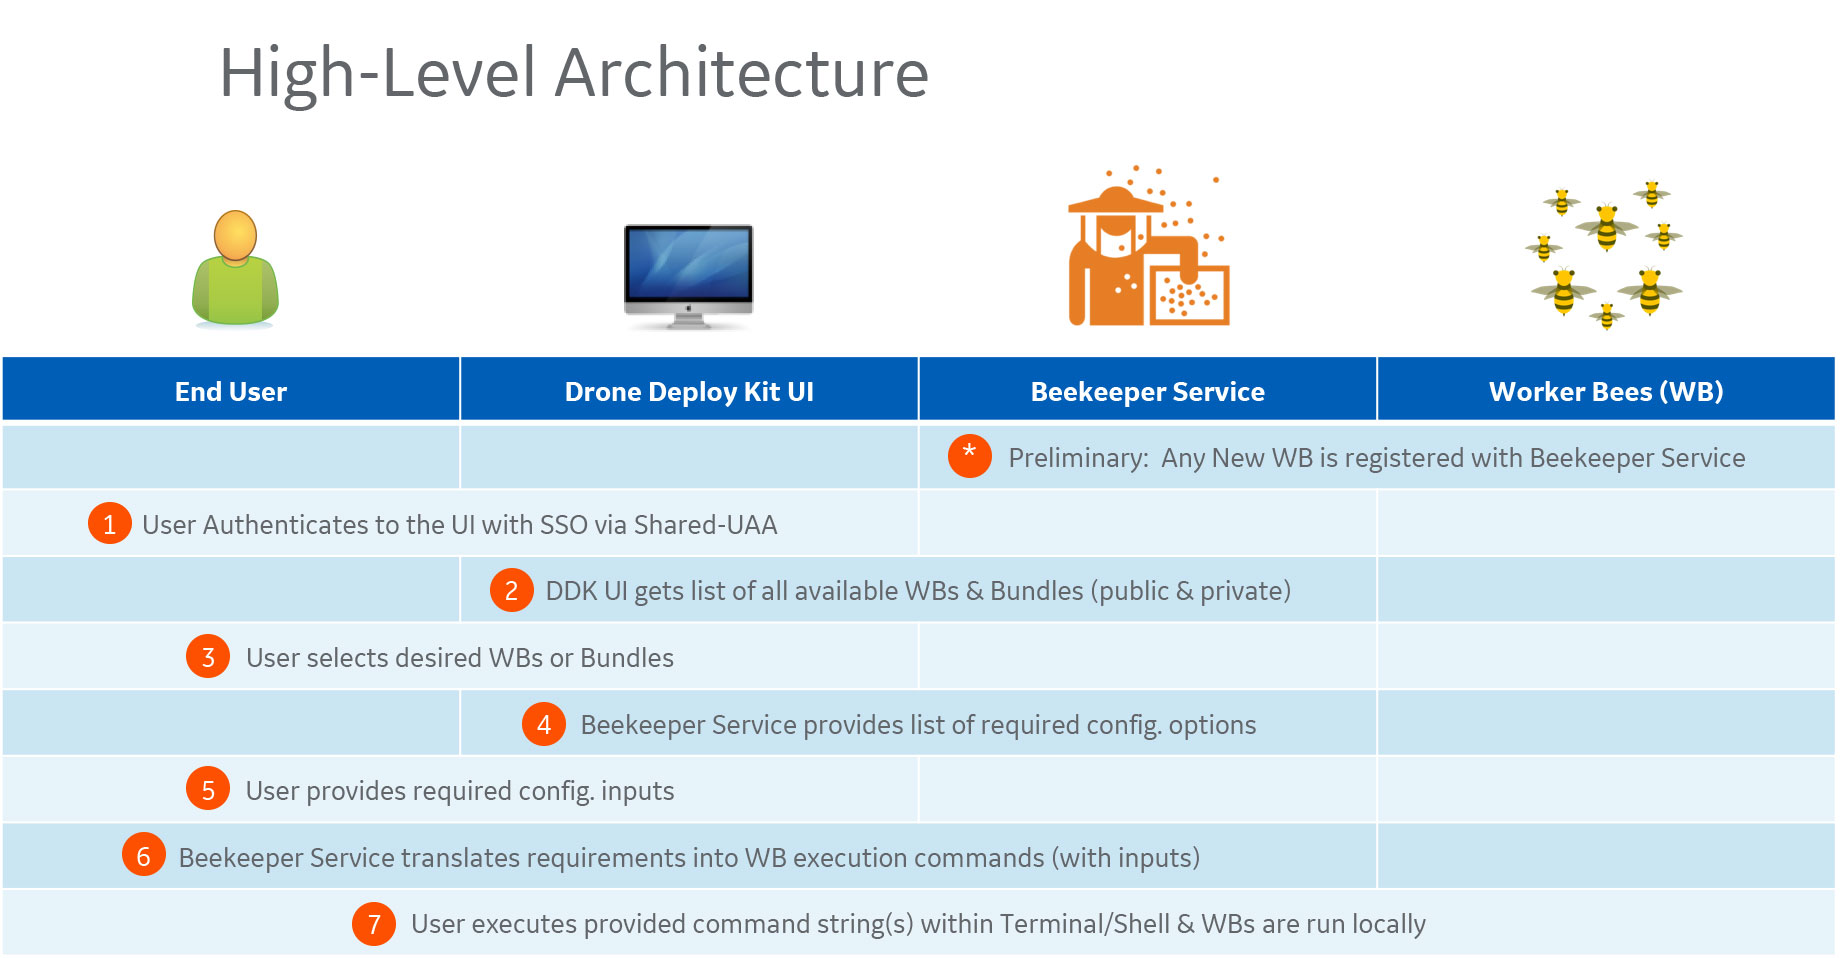 High-Level Architecture
End User
Drone Deploy Kit UI
Beekeeper Service
Worker Bees (WB)
* Preliminary:  Any New WB is registered with Beekeeper Service
1 User Authenticates to the UI with SSO via Shared-UAA
2 DDK UI gets list of all available WBs & Bundles (public & private)
3 User selects desired WBs or Bundles
4 Beekeeper Service provides list of required config. options
5 User provides required config. inputs
6 Beekeeper Service translates requirements into WB execution commands (with inputs)
7 User executes provided command string(s) within Terminal/Shell & WBs are run locally